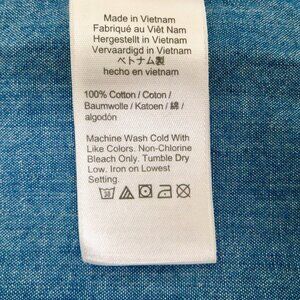 Made in Vietnam
Fabriqué au Viêt Nam
Hergestellt in Vietnam
Vervaardigd in Vietnam
ベトナム製
hecho en vietnam
100% Cotton / Coton /
Baumwolle / Katoen / 綿 /
algodón
Machine Wash Cold With
Like Colors. Non-Chlorine
Bleach Only. Tumble Dry
Low. Iron on Lowest
Setting.